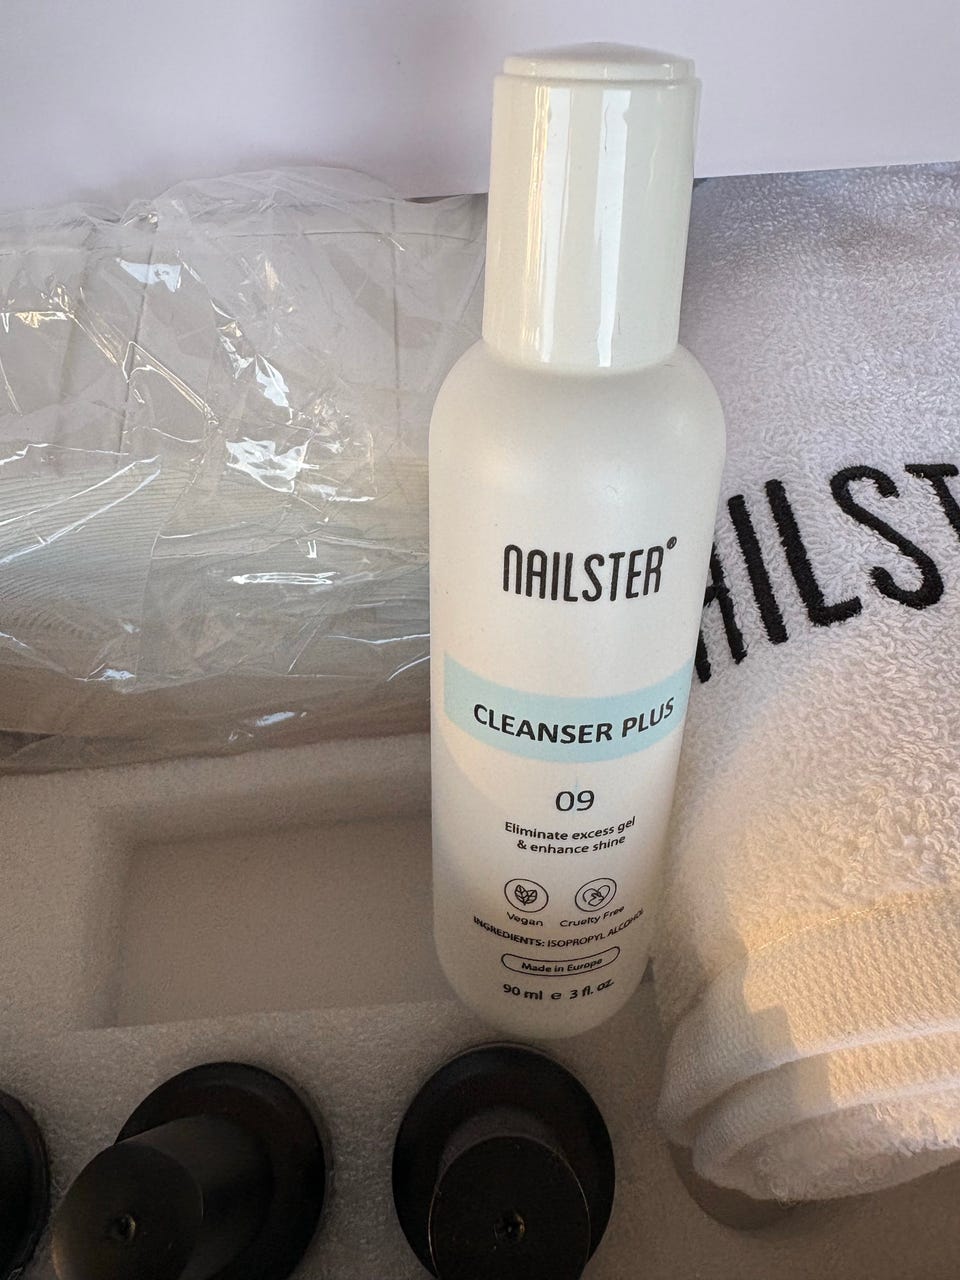 NAILSTER®
CLEANSER PLUS
09
Eliminate excess gel
& enhance shine
Vegan Cruelty Free
INGREDIENTS: ISOPROPYL ALCOHOL
Made in Europe
90 ml e 3 fl. oz.
AILST